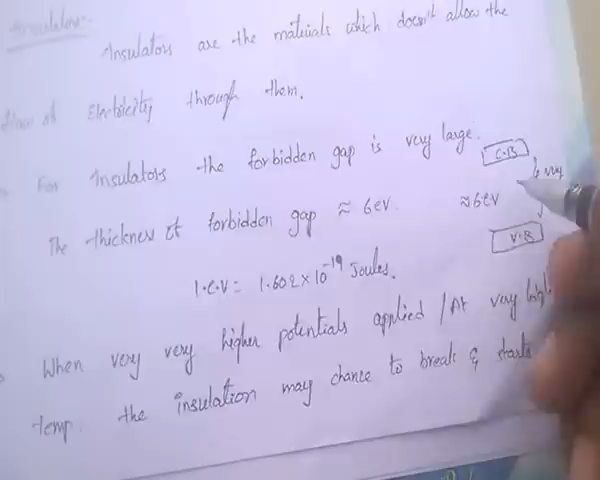 Insulators:-
Insulators are the materials which doesn't allow the
flow of Electricity through them.
For Insulators the forbidden gap is very large.
C.B
very
The thickness of forbidden gap ≈ 6ev.
≈6ev
V.B
1.e.V = 1.602×10⁻¹⁹ Joules.
When very very higher potentials applied / At very high
temp. the insulation may chance to break & starts